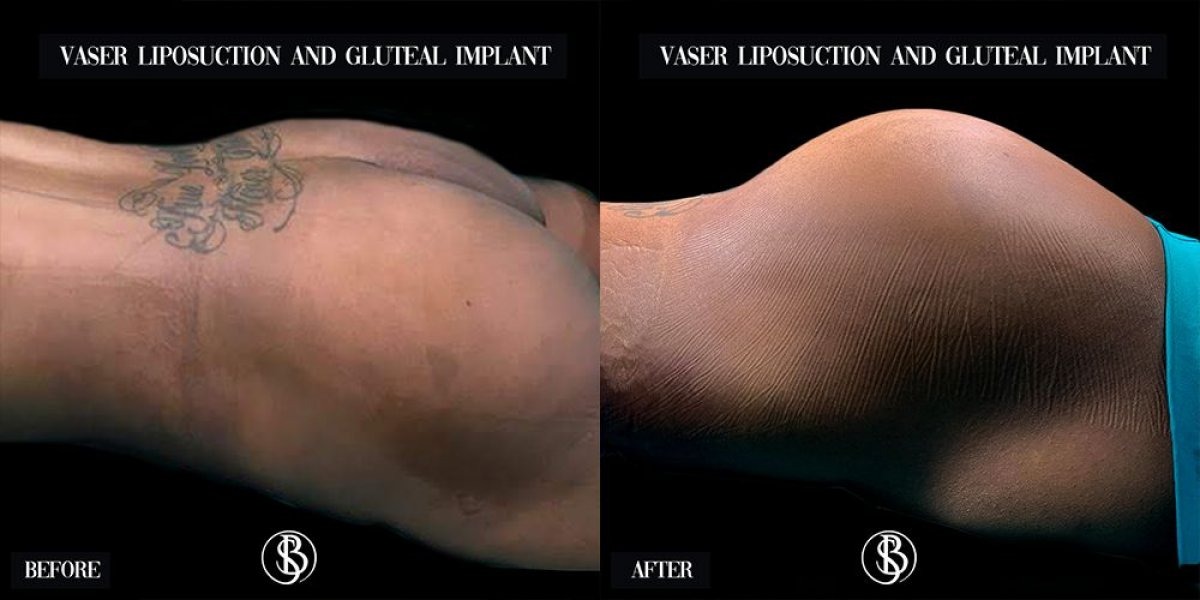 VASER LIPOSUCTION AND GLUTEAL IMPLANT
BEFORE
VASER LIPOSUCTION AND GLUTEAL IMPLANT
AFTER